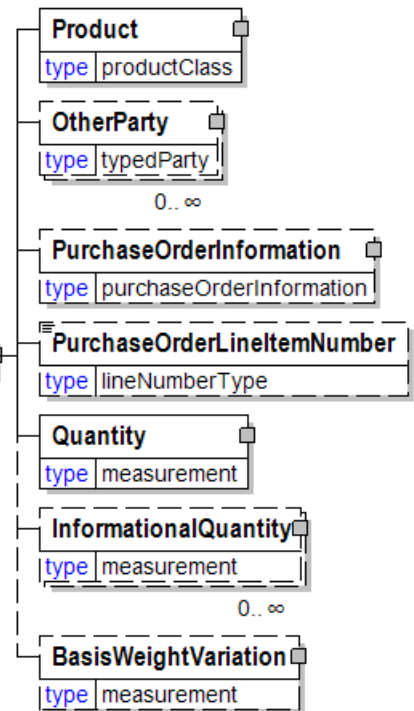 Product
type productClass
OtherParty
type typedParty
0.. ∞
PurchaseOrderInformation
type purchaseOrderInformation
PurchaseOrderLineItemNumber
type lineNumberType
Quantity
type measurement
InformationalQuantity
type measurement
0.. ∞
BasisWeightVariation
type measurement